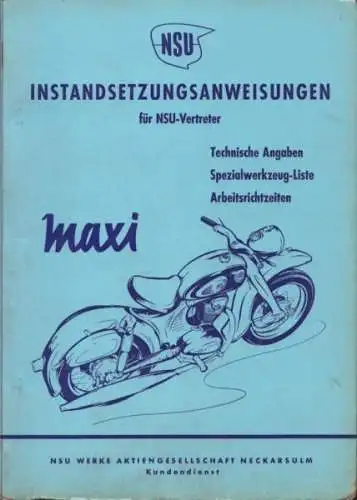 NSU
INSTANDSETZUNGSANWEISUNGEN
für NSU-Vertreter
Technische Angaben
Spezialwerkzeug-Liste
Arbeitsrichtzeiten
Maxi
NSU WERKE AKTIENGESELLSCHAFT NECKARSULM
Kundendienst